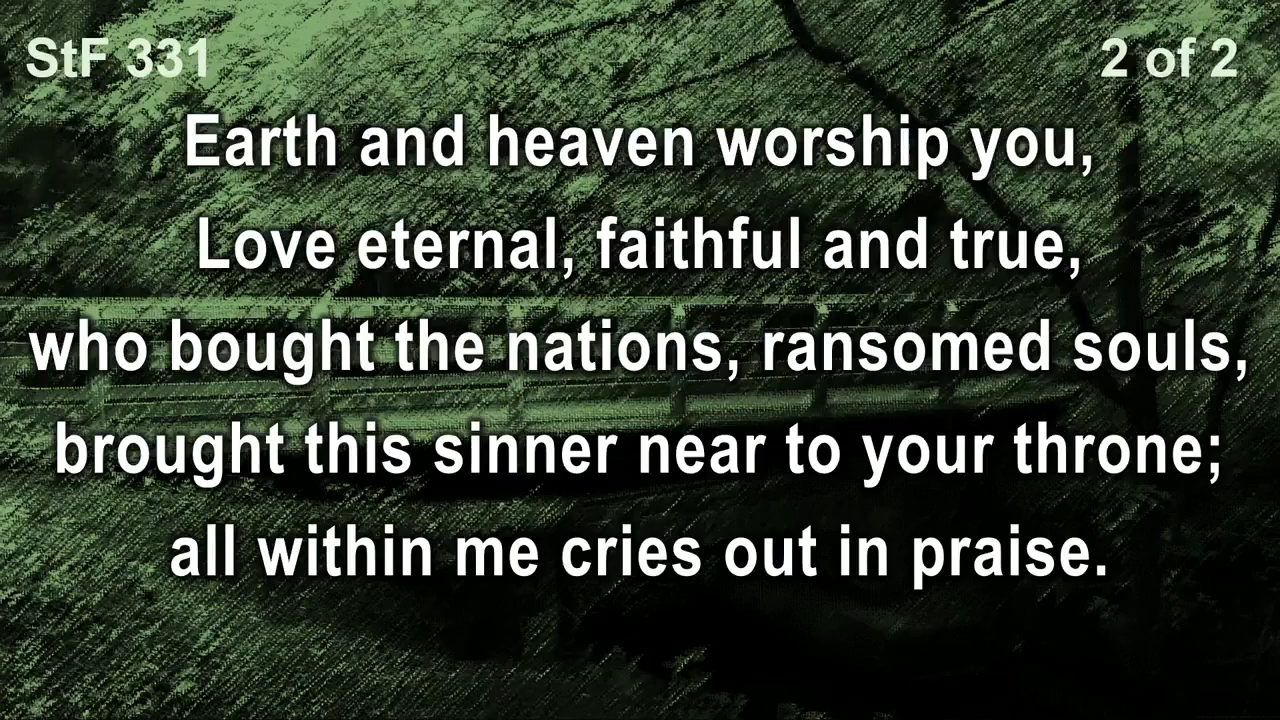 StF 331
2 of 2
Earth and heaven worship you,
Love eternal, faithful and true,
who bought the nations, ransomed souls,
brought this sinner near to your throne;
all within me cries out in praise.